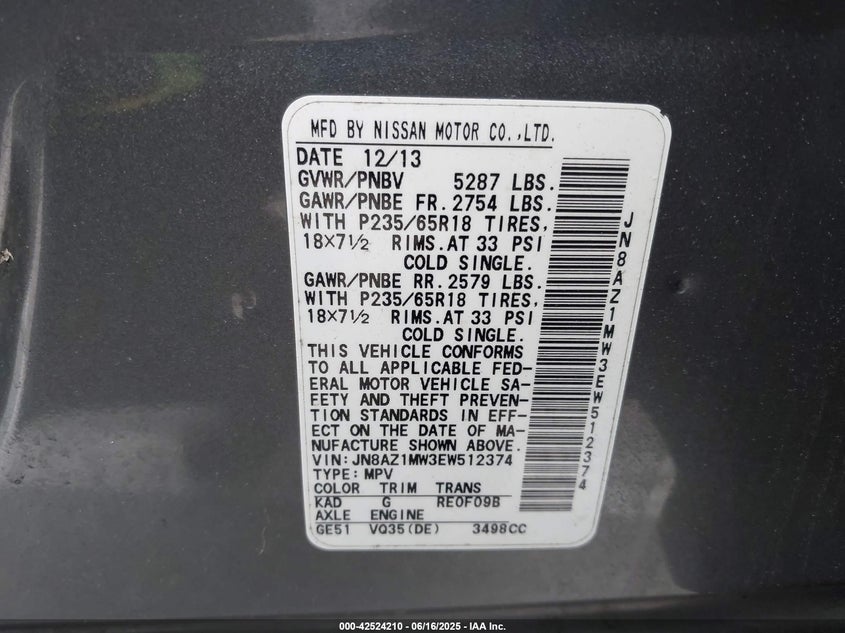 MFD BY NISSAN MOTOR CO.,LTD.
DATE 12/13
GVWR/PNBV 5287 LBS.
GAWR/PNBE FR. 2754 LBS.
WITH P235/65R18 TIRES,
18×7½ RIMS. AT 33 PSI
COLD SINGLE.
GAWR/PNBE RR. 2579 LBS.
WITH P235/65R18 TIRES,
18×7½ RIMS. AT 33 PSI
COLD SINGLE.
THIS VEHICLE CONFORMS
TO ALL APPLICABLE FED-
ERAL MOTOR VEHICLE SA-
FETY AND THEFT PREVEN-
TION STANDARDS IN EFF-
ECT ON THE DATE OF MA-
NUFACTURE SHOWN ABOVE.
VIN:JN8AZ1MW3EW512374
TYPE:MPV
COLOR TRIM TRANS
KAD G RE0F09B
AXLE ENGINE
GE51 VQ35(DE) 3498CC
JN8AZ1MW3EW512374
000-42524210 - 06/16/2025 - IAA Inc.